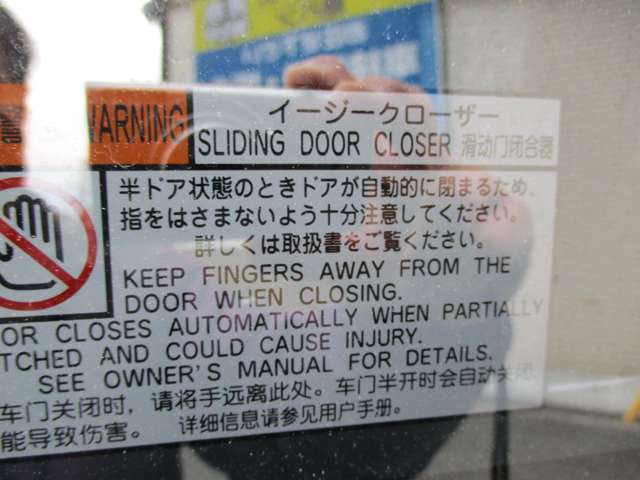 WARNING
イージークローザー
SLIDING DOOR CLOSER 滑动门闭合器
半ドア状態のときドアが自動的に閉まるため、
指をはさまないよう十分注意してください。
詳しくは取扱書をご覧ください。
KEEP FINGERS AWAY FROM THE
DOOR WHEN CLOSING.
OR CLOSES AUTOMATICALLY WHEN PARTIALLY
TCHED AND COULD CAUSE INJURY.
SEE OWNER'S MANUAL FOR DETAILS.
车门关闭时，请将手远离此处。车门半开时会自动关闭
能导致伤害。 详细信息请参见用户手册。